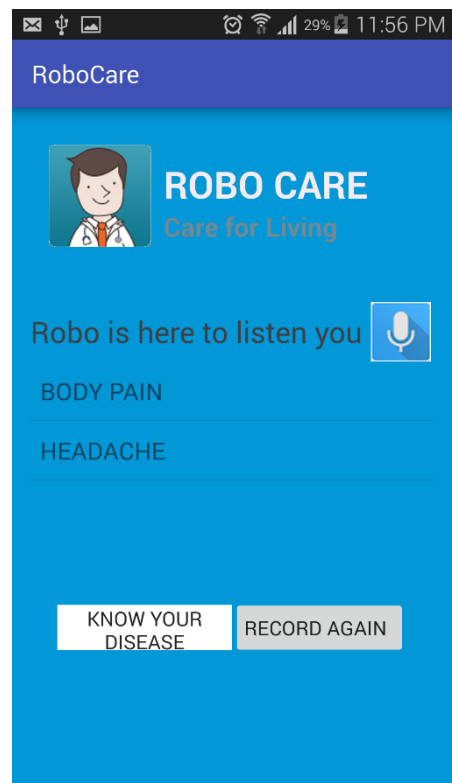 29% 11:56 PM
RoboCare
ROBO CARE
Care for Living
Robo is here to listen you
BODY PAIN
HEADACHE
KNOW YOUR
DISEASE
RECORD AGAIN